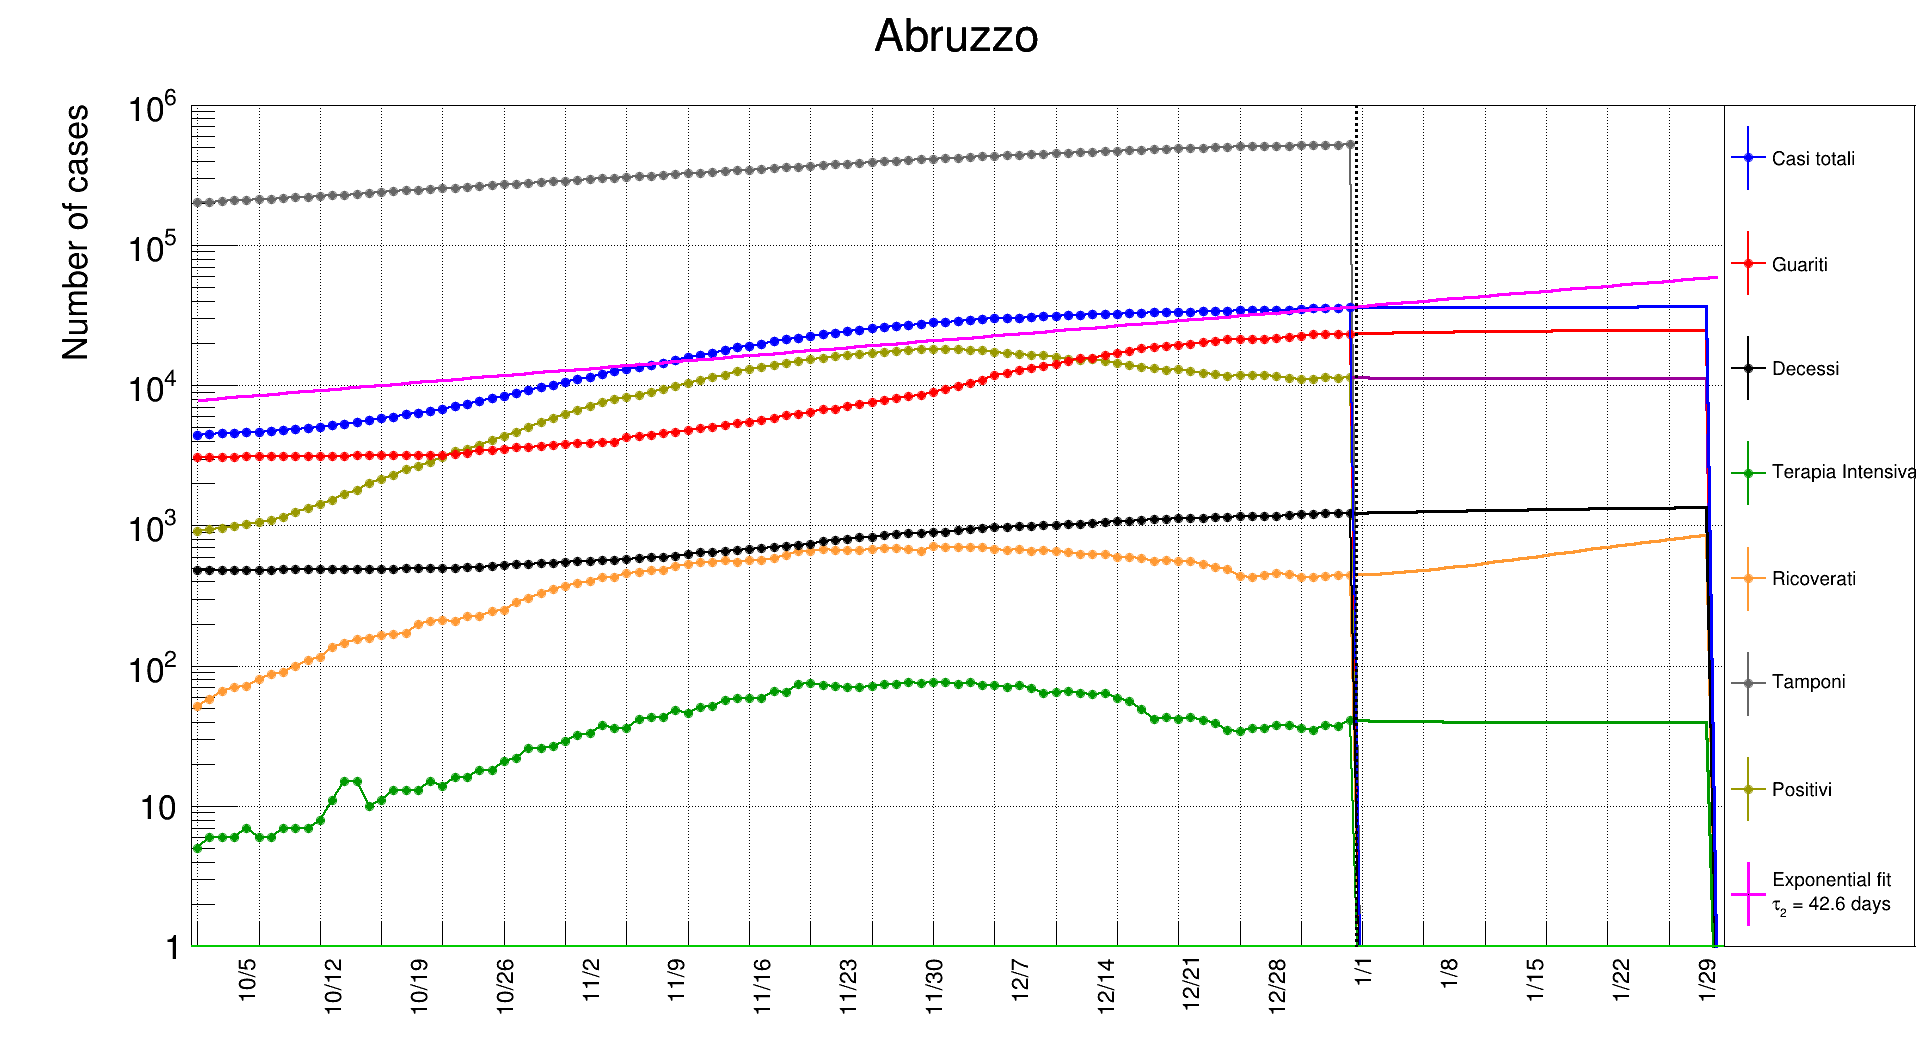 Abruzzo
Number of cases
10^6
10^5
10^4
10^3
10^2
10
1
10/5
10/12
10/19
10/26
11/2
11/9
11/16
11/23
11/30
12/7
12/14
12/21
12/28
1/1
1/8
1/15
1/22
1/29
Casi totali
Guariti
Decessi
Terapia Intensiva
Ricoverati
Tamponi
Positivi
Exponential fit
τ₂ = 42.6 days